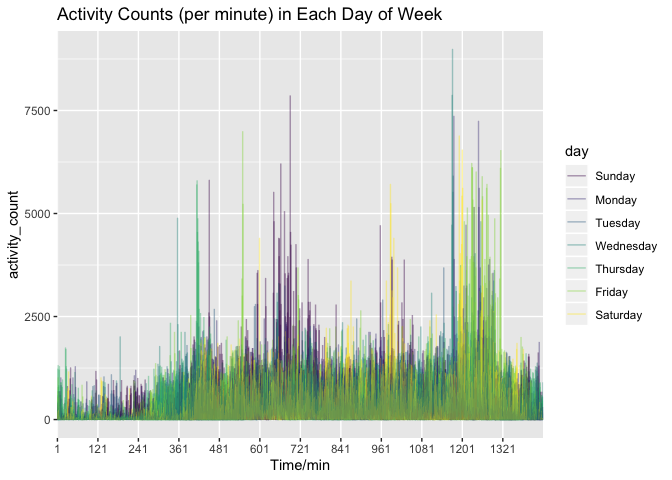 Activity Counts (per minute) in Each Day of Week
7500
5000
2500
0
activity_count
1 121 241 361 481 601 721 841 961 1081 1201 1321
Time/min
day
Sunday
Monday
Tuesday
Wednesday
Thursday
Friday
Saturday